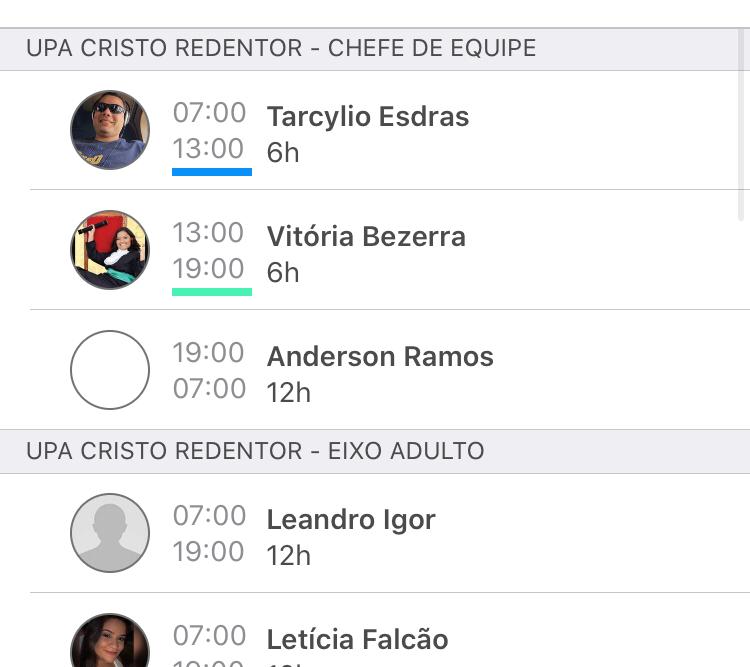 UPA CRISTO REDENTOR - CHEFE DE EQUIPE
07:00 Tarcylio Esdras
13:00 6h
13:00 Vitória Bezerra
19:00 6h
19:00 Anderson Ramos
07:00 12h
UPA CRISTO REDENTOR - EIXO ADULTO
07:00 Leandro Igor
19:00 12h
07:00 Letícia Falcão